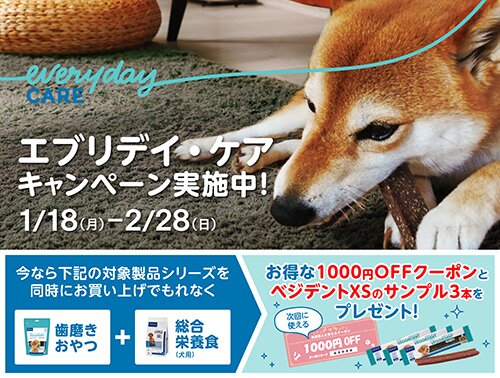 everyday
CARE
エブリデイ・ケア
キャンペーン実施中!
1/18(月)−2/28(日)
今なら下記の対象製品シリーズを
同時にお買い上げでもれなく
歯磨き
おやつ
+
総合
栄養食
(犬用)
お得な1000円OFFクーポンと
ベジデントXSのサンプル3本を
プレゼント!
次回に
使える
1000円OFF